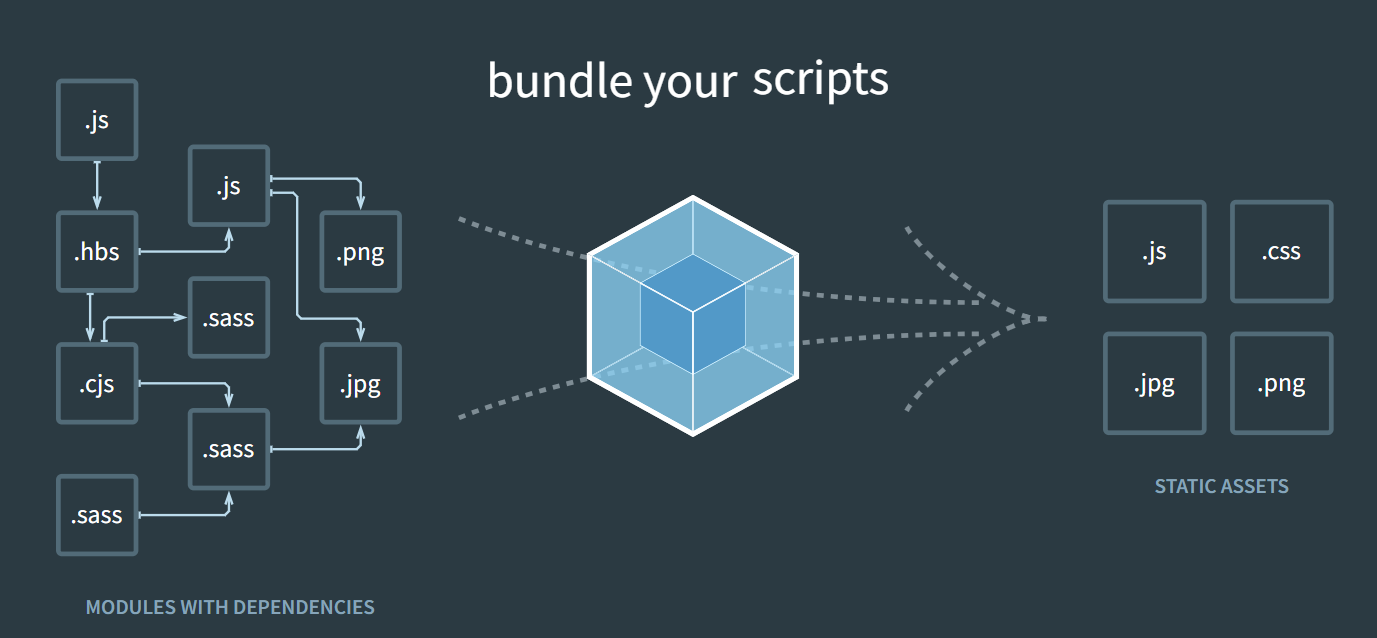 bundle your scripts
.js
.js
.hbs
.png
.sass
.cjs
.jpg
.sass
.sass
MODULES WITH DEPENDENCIES
.js
.css
.jpg
.png
STATIC ASSETS